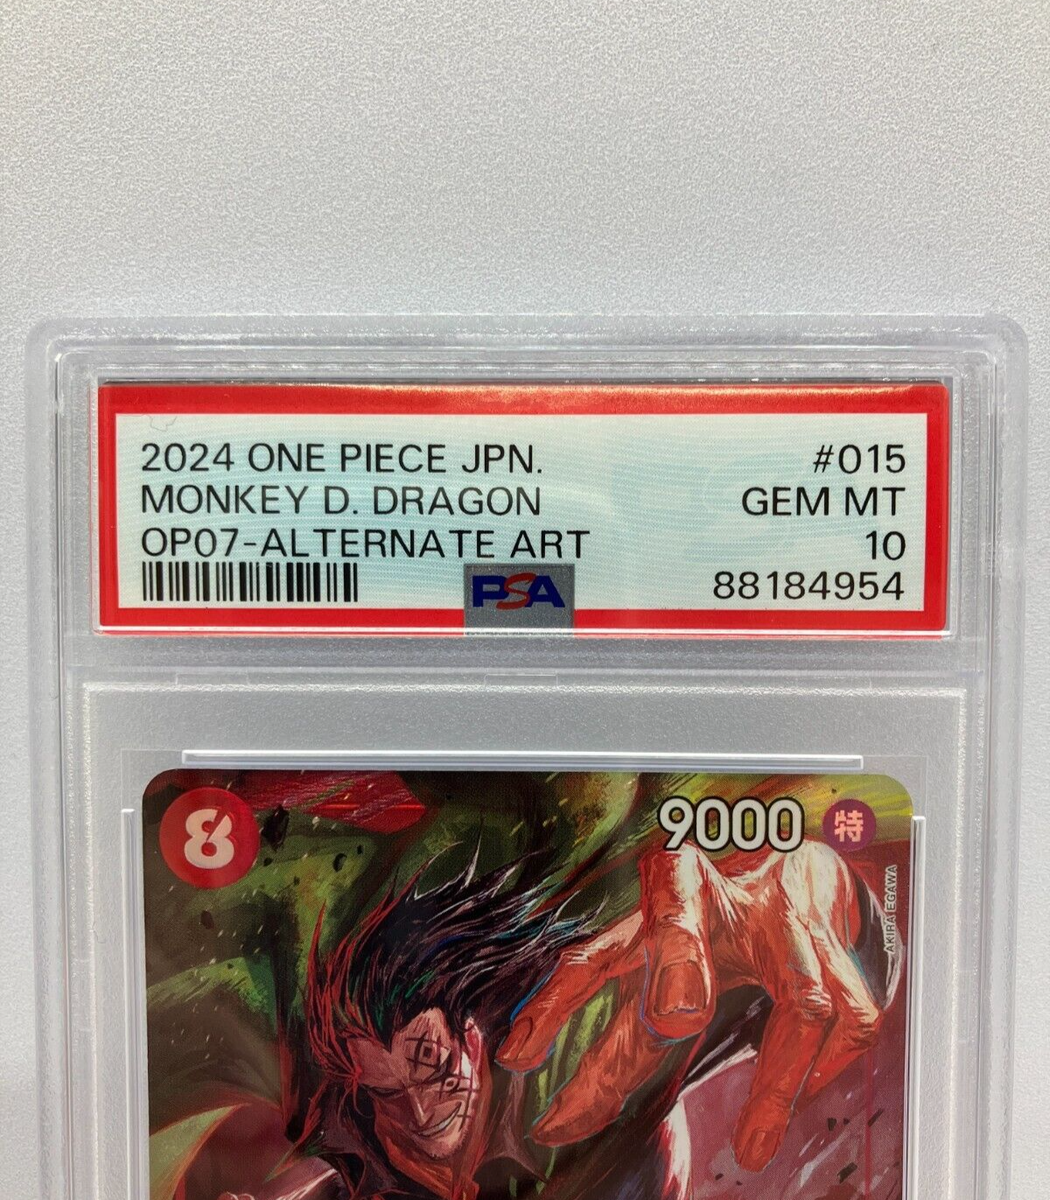 2024 ONE PIECE JPN. #015
MONKEY D. DRAGON GEM MT
OP07-ALTERNATE ART 10
PSA 88184954
8 9000 特
AKIRA EGAWA